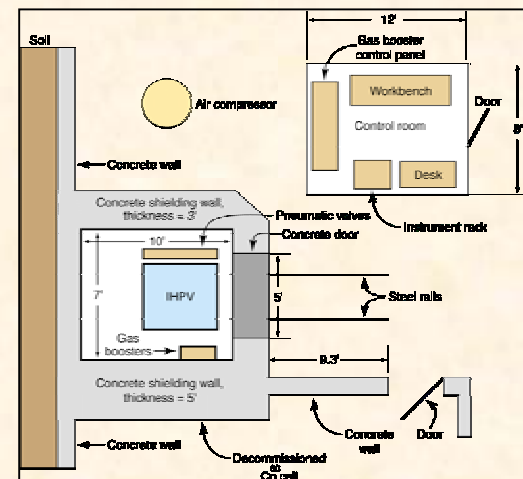 12'
Soil
Gas booster
control panel
Workbench
Door
Air compressor
Control room
8'
Concrete wall
Desk
Concrete shielding wall,
thickness = 3'
Pneumatic valves
Instrument rack
Concrete door
10'
7'
IHPV
5'
Steel rails
Gas
boosters
9.3'
Concrete shielding wall,
thickness = 5'
Concrete wall
Concrete
wall
Door
Decommissioned
60
Co cell